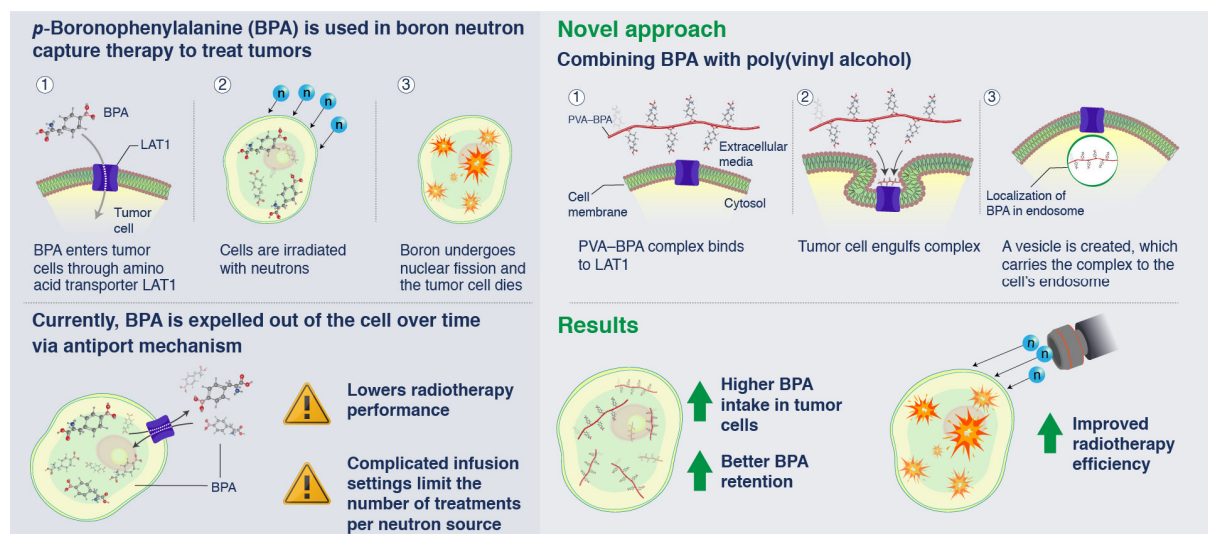 p-Boronophenylalanine (BPA) is used in boron neutron
capture therapy to treat tumors
1
BPA
LAT1
Tumor
cell
BPA enters tumor
cells through amino
acid transporter LAT1
2
n
n
n
n
Cells are irradiated
with neutrons
3
Boron undergoes
nuclear fission and
the tumor cell dies
Currently, BPA is expelled out of the cell over time
via antiport mechanism
BPA
Lowers radiotherapy
performance
Complicated infusion
settings limit the
number of treatments
per neutron source
Novel approach
Combining BPA with poly(vinyl alcohol)
1
PVA–BPA
Extracellular
media
Cell
membrane
Cytosol
PVA–BPA complex binds
to LAT1
2
Tumor cell engulfs complex
3
Localization of
BPA in endosome
A vesicle is created, which
carries the complex to the
cell's endosome
Results
Higher BPA
intake in tumor
cells
Better BPA
retention
n
n
n
Improved
radiotherapy
efficiency